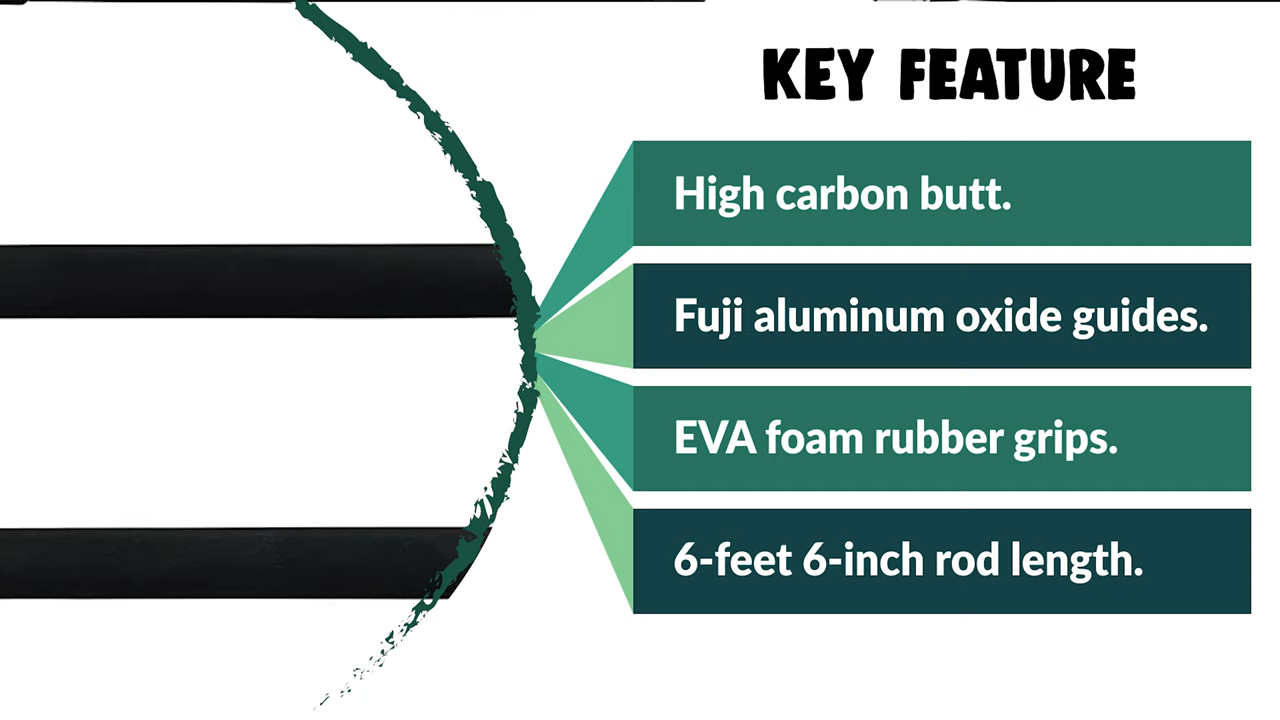 KEY FEATURE
High carbon butt.
Fuji aluminum oxide guides.
EVA foam rubber grips.
6-feet 6-inch rod length.